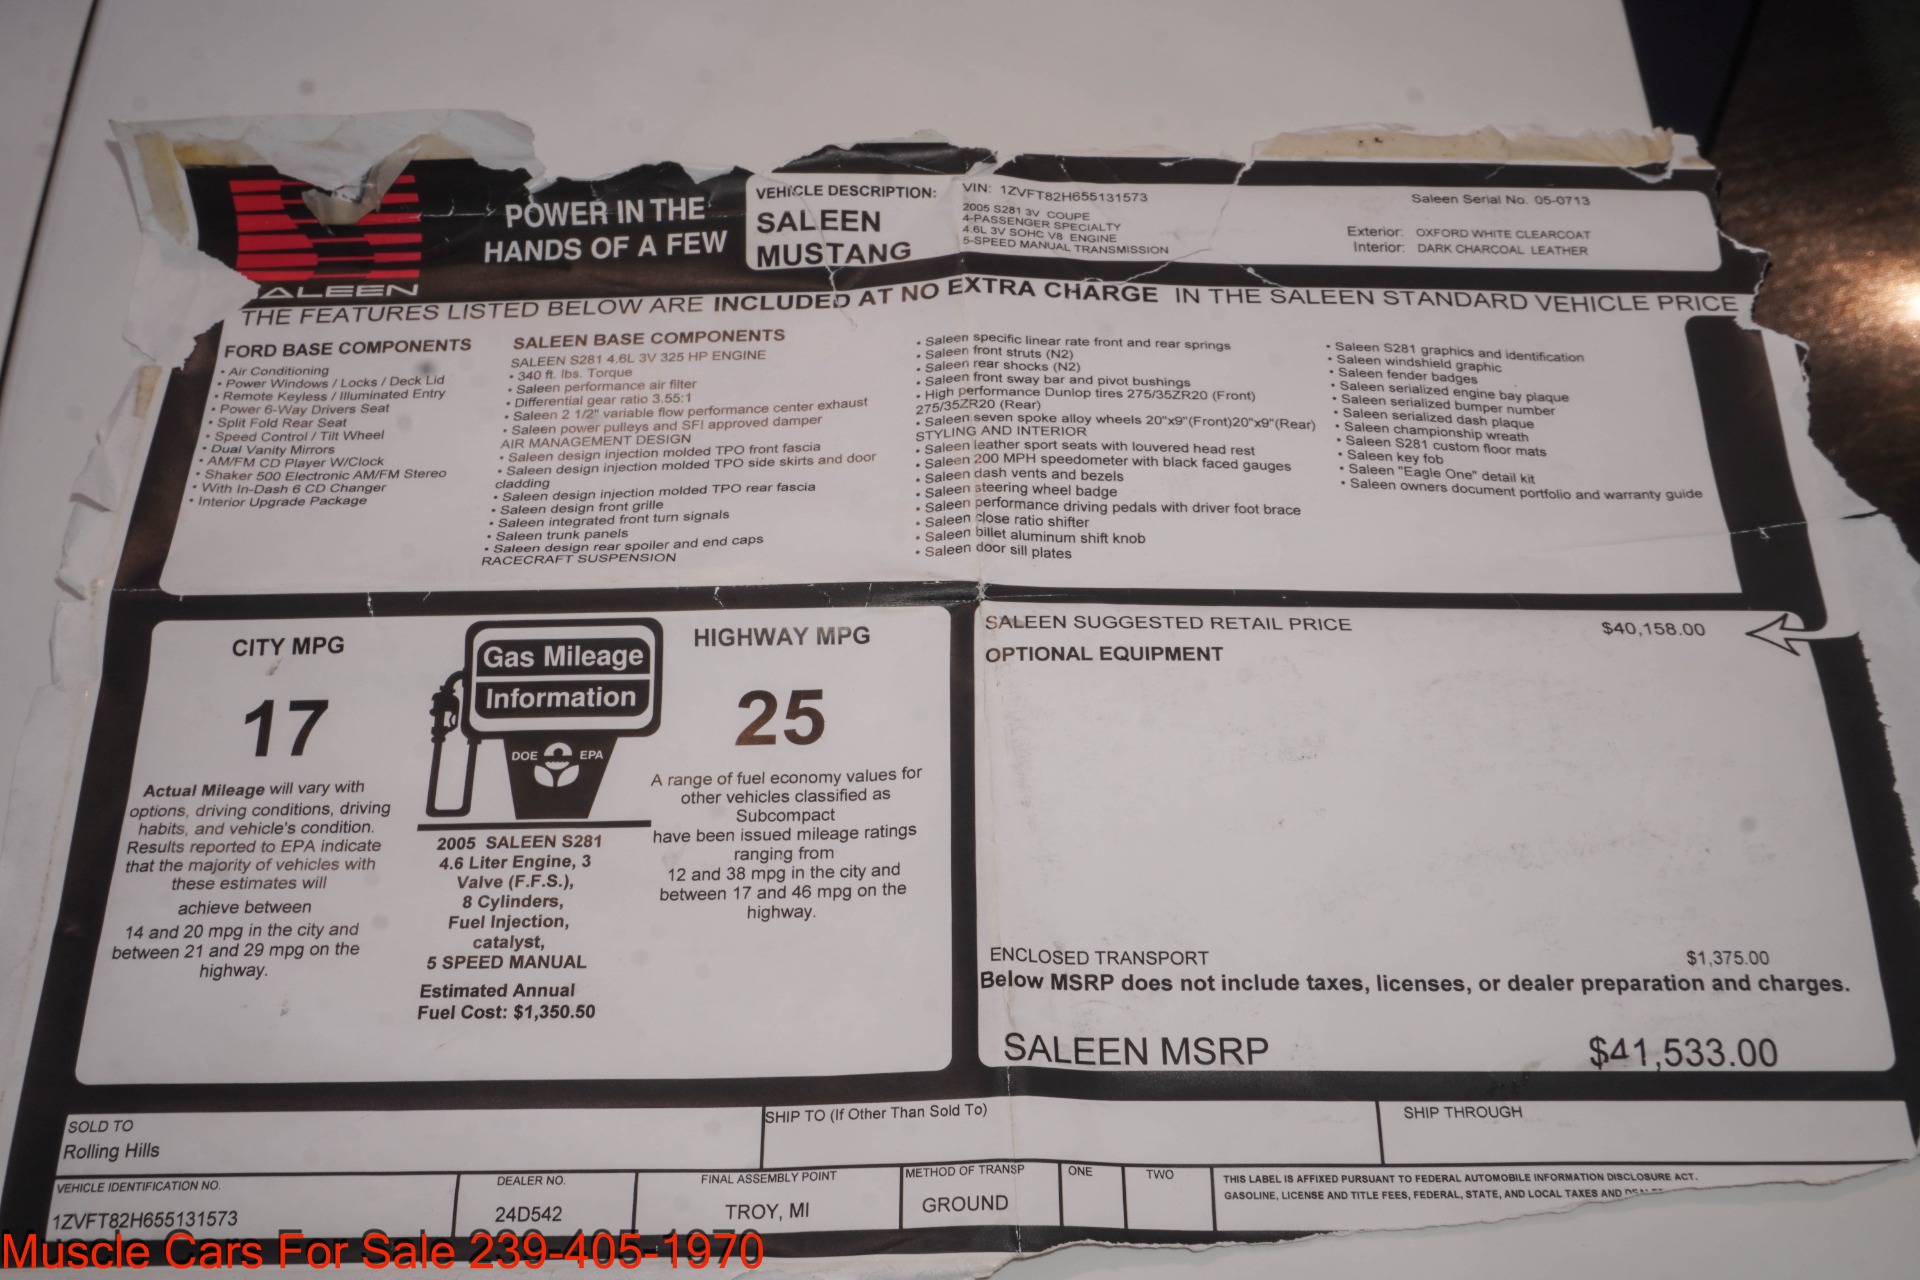 POWER IN THE
HANDS OF A FEW
ALEEN
VEHICLE DESCRIPTION:
SALEEN
MUSTANG
VIN: 1ZVFT82H655131573
2005 S281 3V COUPE
4-PASSENGER SPECIALTY
4.6L 3V SOHC V8 ENGINE
5-SPEED MANUAL TRANSMISSION
Saleen Serial No. 05-0713
Exterior: OXFORD WHITE CLEARCOAT
Interior: DARK CHARCOAL LEATHER
THE FEATURES LISTED BELOW ARE INCLUDED AT NO EXTRA CHARGE IN THE SALEEN STANDARD VEHICLE PRICE
FORD BASE COMPONENTS
• Air Conditioning
• Power Windows / Locks / Deck Lid
• Remote Keyless / Illuminated Entry
• Power 6-Way Drivers Seat
• Split Fold Rear Seat
• Speed Control / Tilt Wheel
• Dual Vanity Mirrors
• AM/FM CD Player W/Clock
• Shaker 500 Electronic AM/FM Stereo
• With In-Dash 6 CD Changer
• Interior Upgrade Package
SALEEN BASE COMPONENTS
SALEEN S281 4.6L 3V 325 HP ENGINE
• 340 ft. lbs. Torque
• Saleen performance air filter
• Differential gear ratio 3.55:1
• Saleen 2 1/2" variable flow performance center exhaust
• Saleen power pulleys and SFI approved damper
AIR MANAGEMENT DESIGN
• Saleen design injection molded TPO front fascia
• Saleen design injection molded TPO side skirts and door
cladding
• Saleen design injection molded TPO rear fascia
• Saleen design front grille
• Saleen integrated front turn signals
• Saleen trunk panels
• Saleen design rear spoiler and end caps
RACECRAFT SUSPENSION
• Saleen specific linear rate front and rear springs
• Saleen front struts (N2)
• Saleen rear shocks (N2)
• Saleen front sway bar and pivot bushings
• High performance Dunlop tires 275/35ZR20 (Front)
275/35ZR20 (Rear)
• Saleen seven spoke alloy wheels 20"x9"(Front)20"x9"(Rear)
STYLING AND INTERIOR
• Saleen leather sport seats with louvered head rest
• Saleen 200 MPH speedometer with black faced gauges
• Saleen dash vents and bezels
• Saleen steering wheel badge
• Saleen performance driving pedals with driver foot brace
• Saleen close ratio shifter
• Saleen billet aluminum shift knob
• Saleen door sill plates
• Saleen S281 graphics and identification
• Saleen windshield graphic
• Saleen fender badges
• Saleen serialized engine bay plaque
• Saleen serialized bumper number
• Saleen serialized dash plaque
• Saleen championship wreath
• Saleen S281 custom floor mats
• Saleen key fob
• Saleen "Eagle One" detail kit
• Saleen owners document portfolio and warranty guide
CITY MPG
17
Actual Mileage will vary with
options, driving conditions, driving
habits, and vehicle's condition.
Results reported to EPA indicate
that the majority of vehicles with
these estimates will
achieve between
14 and 20 mpg in the city and
between 21 and 29 mpg on the
highway.
Gas Mileage
Information
DOE EPA
2005 SALEEN S281
4.6 Liter Engine, 3
Valve (F.F.S.),
8 Cylinders,
Fuel Injection,
catalyst,
5 SPEED MANUAL
Estimated Annual
Fuel Cost: $1,350.50
HIGHWAY MPG
25
A range of fuel economy values for
other vehicles classified as
Subcompact
have been issued mileage ratings
ranging from
12 and 38 mpg in the city and
between 17 and 46 mpg on the
highway.
SALEEN SUGGESTED RETAIL PRICE $40,158.00
OPTIONAL EQUIPMENT
ENCLOSED TRANSPORT $1,375.00
Below MSRP does not include taxes, licenses, or dealer preparation and charges.
SALEEN MSRP $41,533.00
SOLD TO
Rolling Hills
SHIP TO (If Other Than Sold To)
SHIP THROUGH
VEHICLE IDENTIFICATION NO.
1ZVFT82H655131573
DEALER NO.
24D542
FINAL ASSEMBLY POINT
TROY, MI
METHOD OF TRANSP
GROUND
ONE
TWO
THIS LABEL IS AFFIXED PURSUANT TO FEDERAL AUTOMOBILE INFORMATION DISCLOSURE ACT.
GASOLINE, LICENSE AND TITLE FEES, FEDERAL, STATE, AND LOCAL TAXES AND
Muscle Cars For Sale 239-405-1970